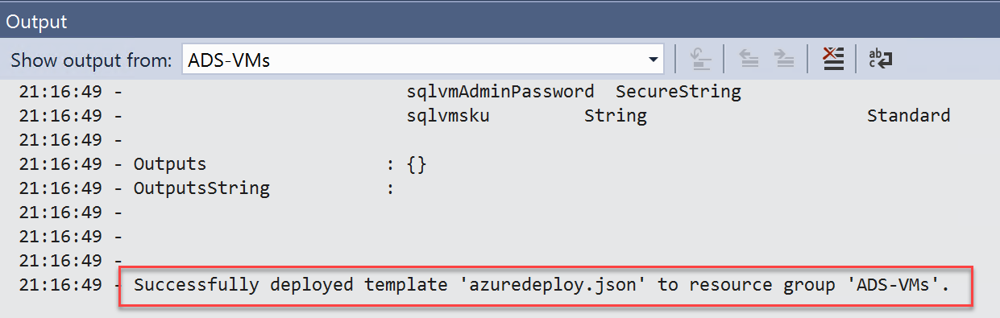 Output
Show output from: ADS-VMs
21:16:49 - sqlvmAdminPassword SecureString
21:16:49 - sqlvmsku String Standard
21:16:49 -
21:16:49 - Outputs : {}
21:16:49 - OutputsString :
21:16:49 -
21:16:49 -
21:16:49 -
21:16:49 - Successfully deployed template 'azuredeploy.json' to resource group 'ADS-VMs'.